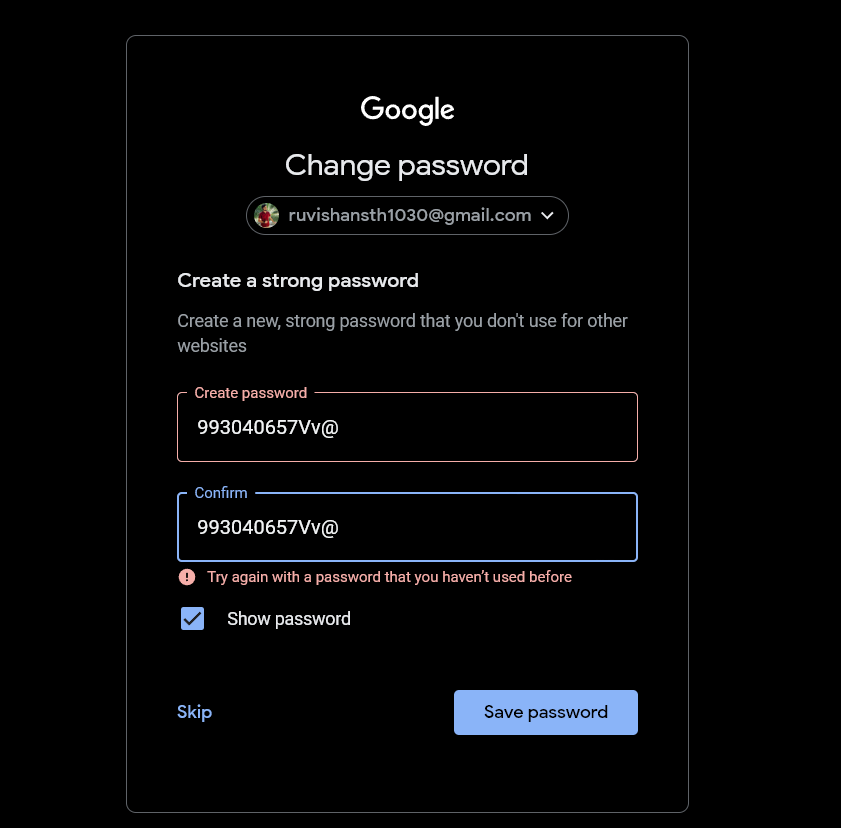 Google
Change password
ruvishansth1030@gmail.com
Create a strong password
Create a new, strong password that you don't use for other
websites
Create password
993040657Vv@
Confirm
993040657Vv@
Try again with a password that you haven’t used before
Show password
Skip
Save password